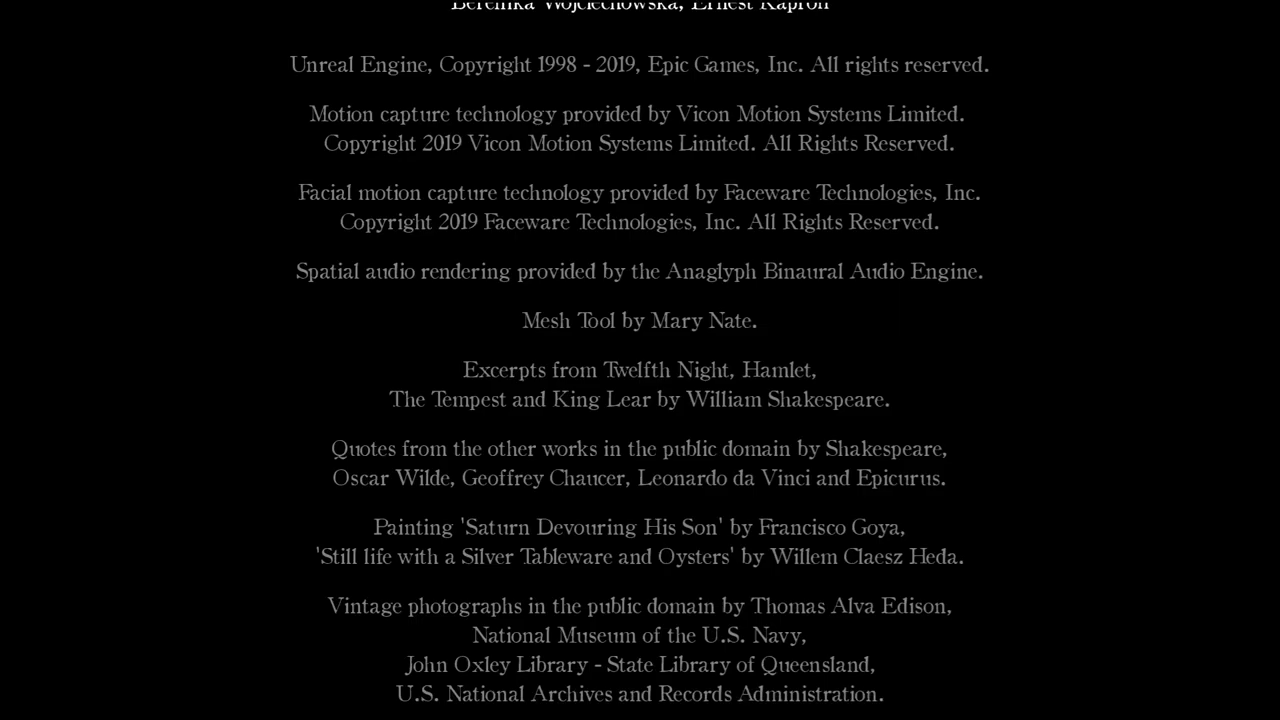 Berenika Wojciechowska, Ernest Kapron
Unreal Engine, Copyright 1998 - 2019, Epic Games, Inc. All rights reserved.
Motion capture technology provided by Vicon Motion Systems Limited.
Copyright 2019 Vicon Motion Systems Limited. All Rights Reserved.
Facial motion capture technology provided by Faceware Technologies, Inc.
Copyright 2019 Faceware Technologies, Inc. All Rights Reserved.
Spatial audio rendering provided by the Anaglyph Binaural Audio Engine.
Mesh Tool by Mary Nate.
Excerpts from Twelfth Night, Hamlet,
The Tempest and King Lear by William Shakespeare.
Quotes from the other works in the public domain by Shakespeare,
Oscar Wilde, Geoffrey Chaucer, Leonardo da Vinci and Epicurus.
Painting 'Saturn Devouring His Son' by Francisco Goya,
'Still life with a Silver Tableware and Oysters' by Willem Claesz Heda.
Vintage photographs in the public domain by Thomas Alva Edison,
National Museum of the U.S. Navy,
John Oxley Library - State Library of Queensland,
U.S. National Archives and Records Administration.